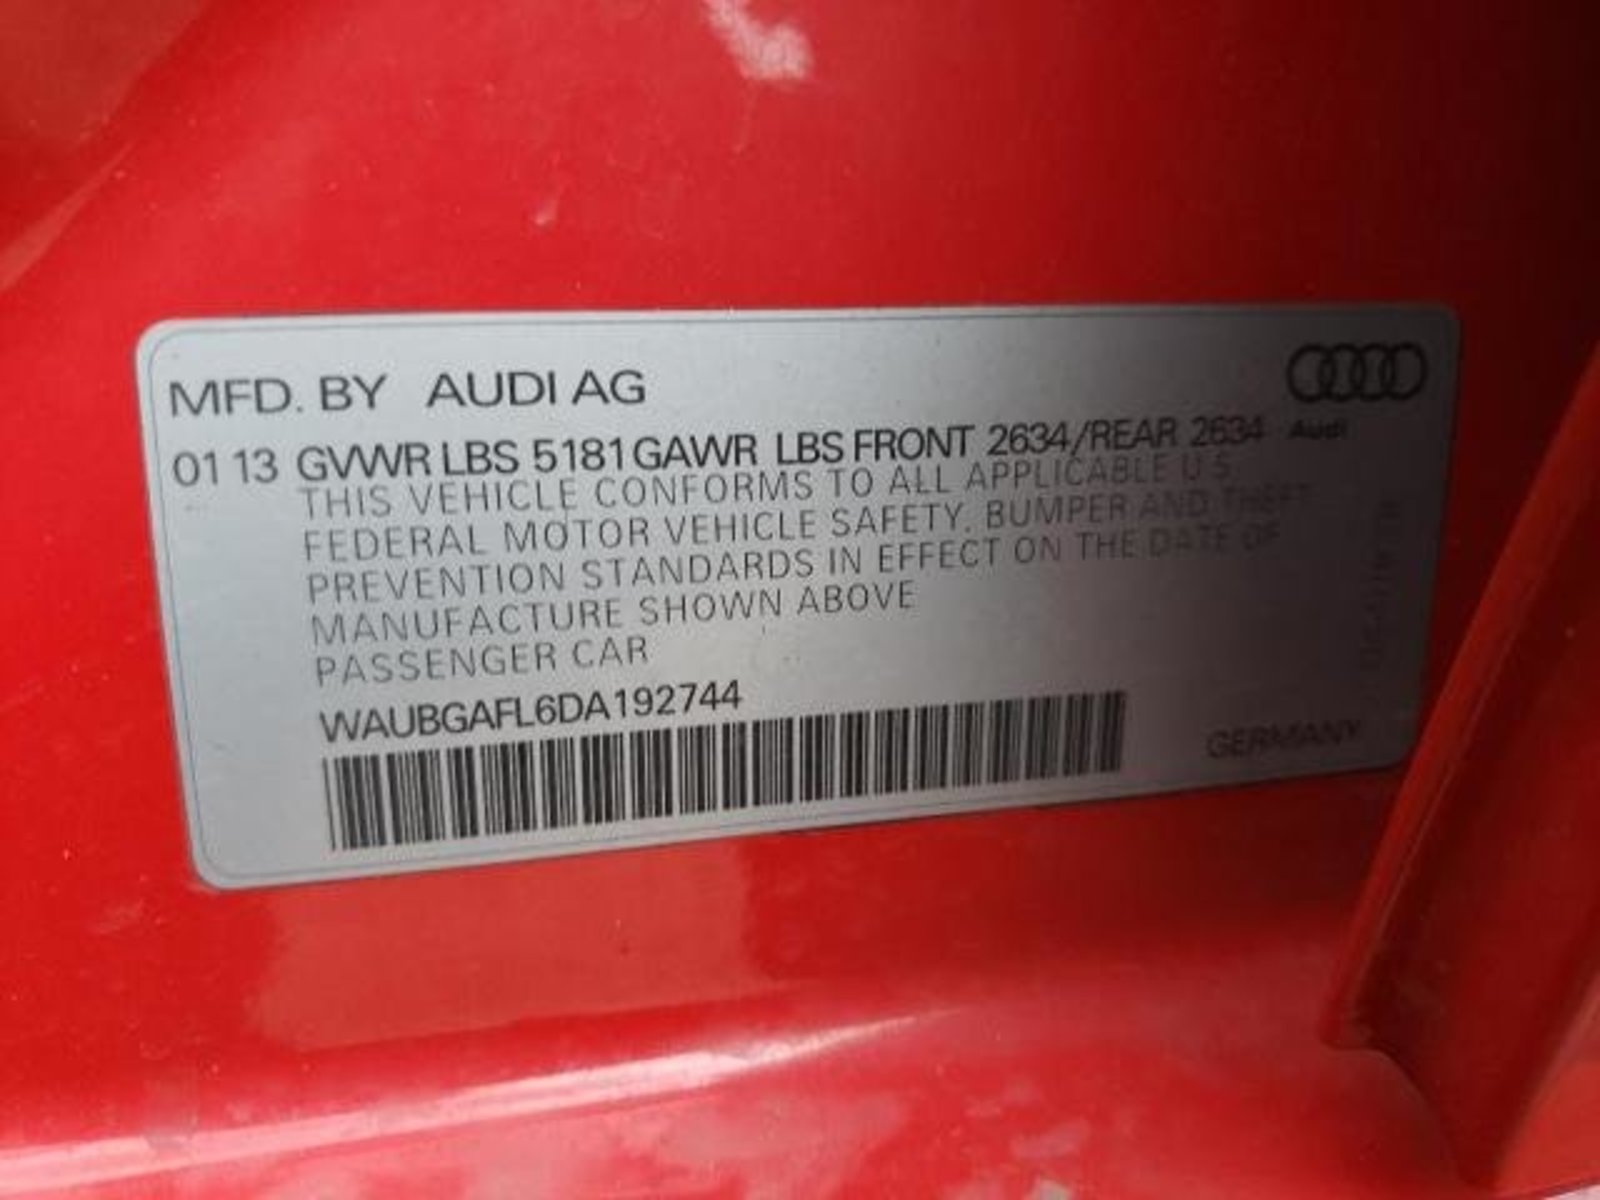 MFD. BY AUDI AG
Audi
01 13 GVWR LBS 5181 GAWR LBS FRONT 2634/REAR 2634
THIS VEHICLE CONFORMS TO ALL APPLICABLE U.S.
FEDERAL MOTOR VEHICLE SAFETY, BUMPER AND THEFT
PREVENTION STANDARDS IN EFFECT ON THE DATE OF
MANUFACTURE SHOWN ABOVE
PASSENGER CAR
WAUBGAFL6DA192744
GERMANY